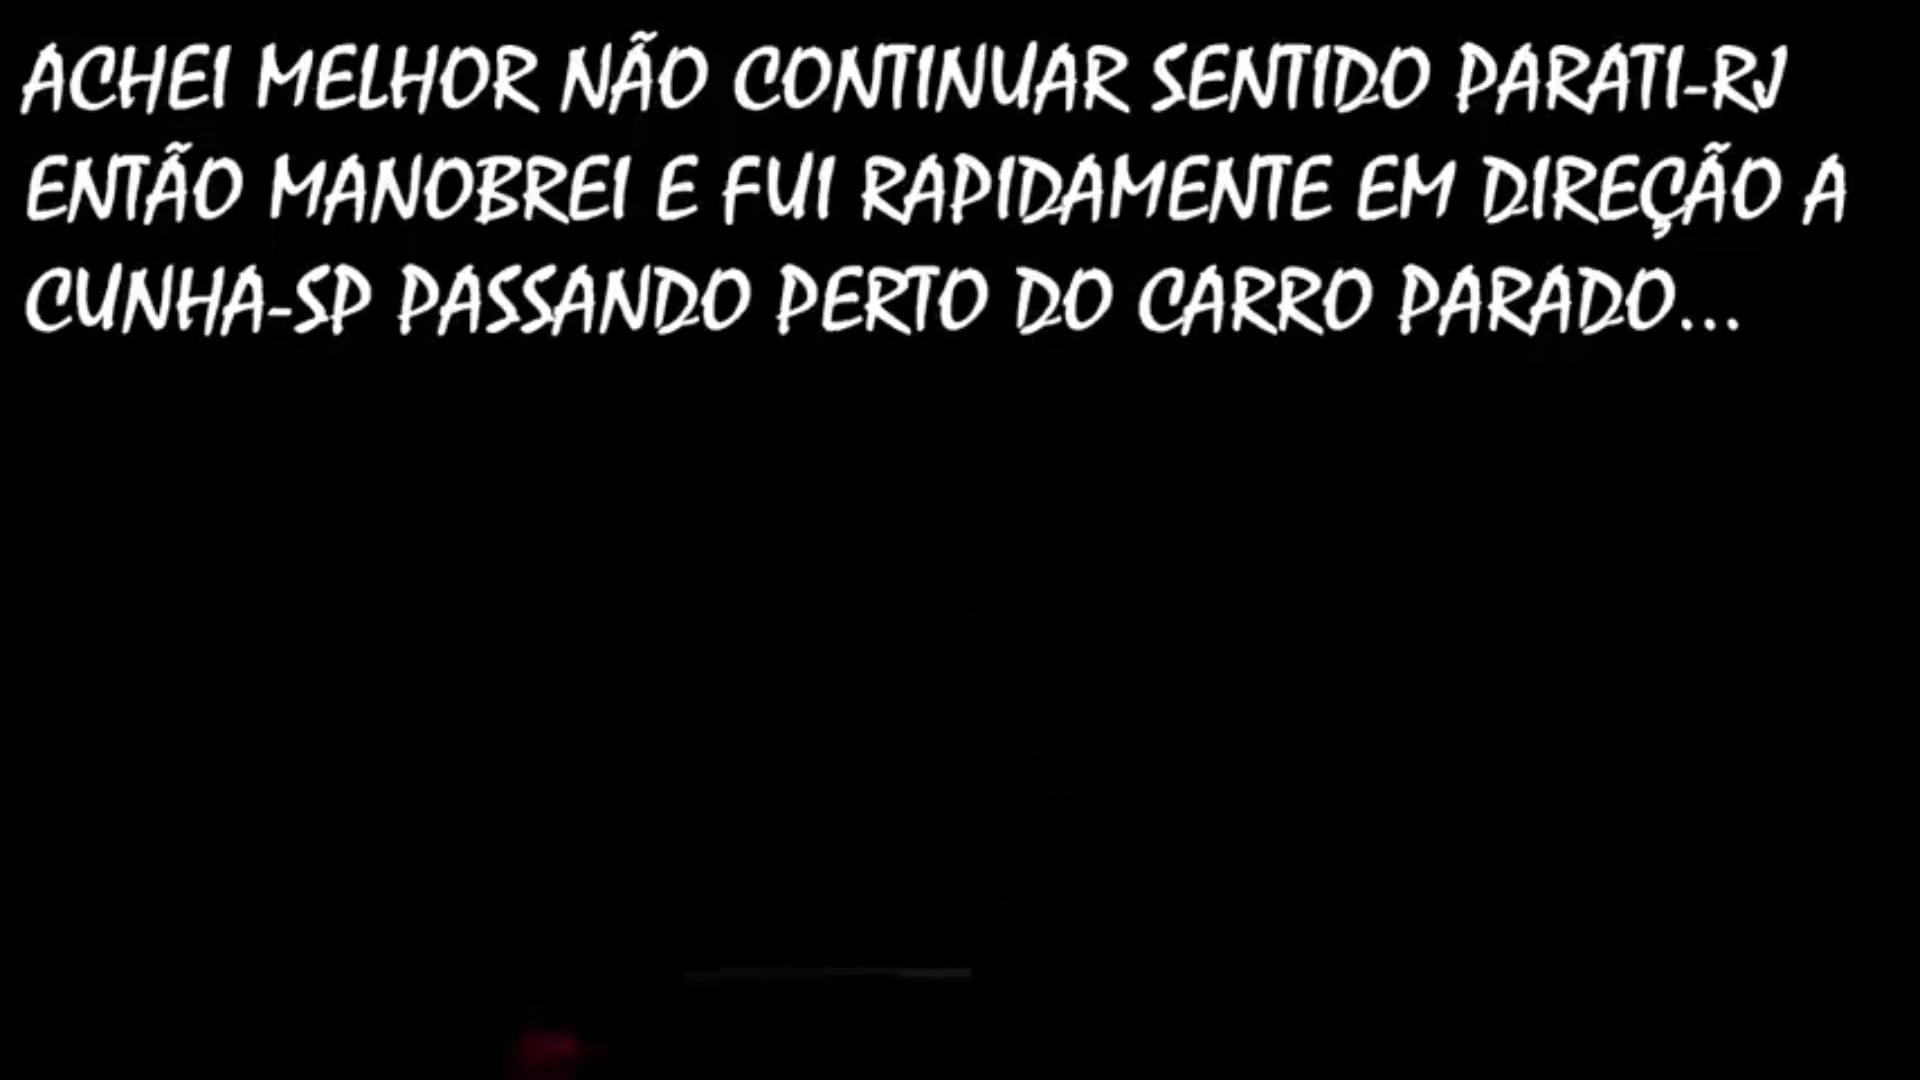 ACHEI MELHOR NÃO CONTINUAR SENTIDO PARATI-RJ
ENTÃO MANOBREI E FUI RAPIDAMENTE EM DIREÇÃO A
CUNHA-SP PASSANDO PERTO DO CARRO PARADO...